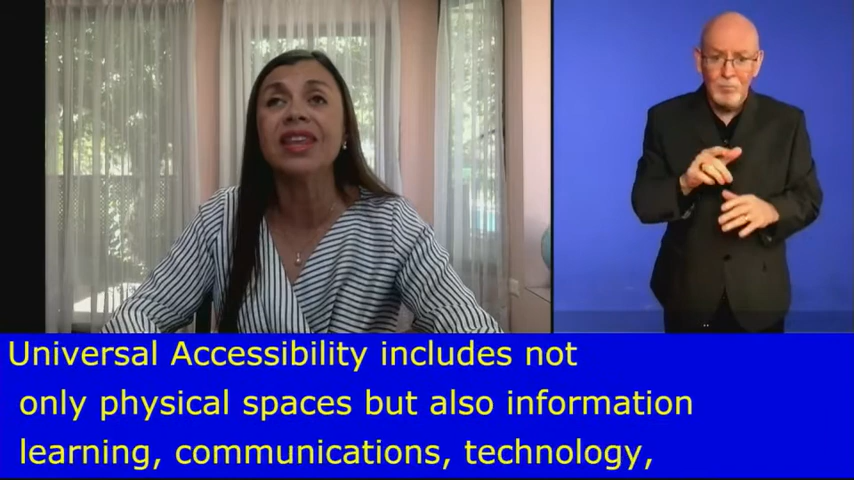 Universal Accessibility includes not
only physical spaces but also information
learning, communications, technology,